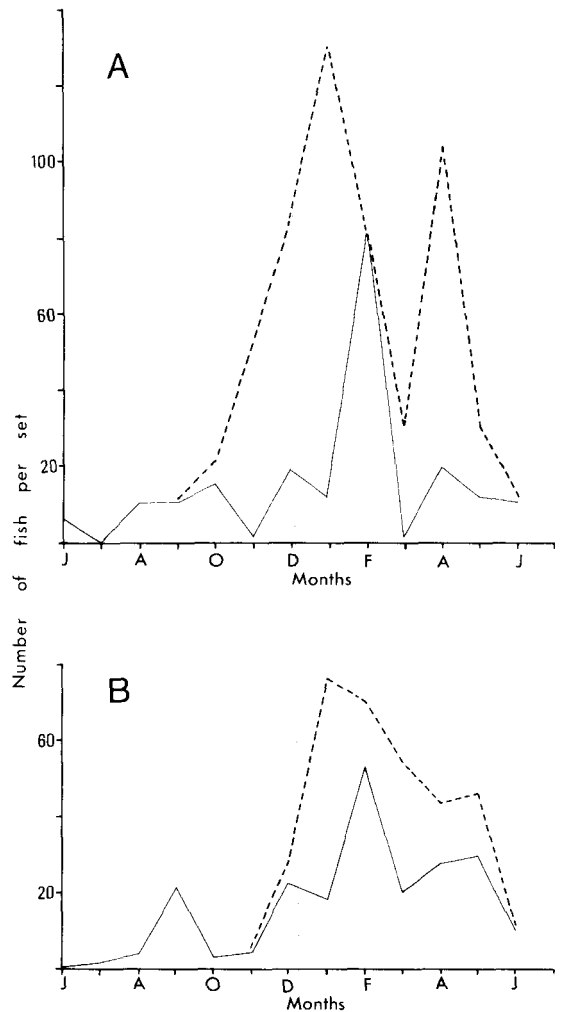 A
100
60
20
J A O D F A J
Months
Number of fish per set
B
60
20
J A O D F A J
Months